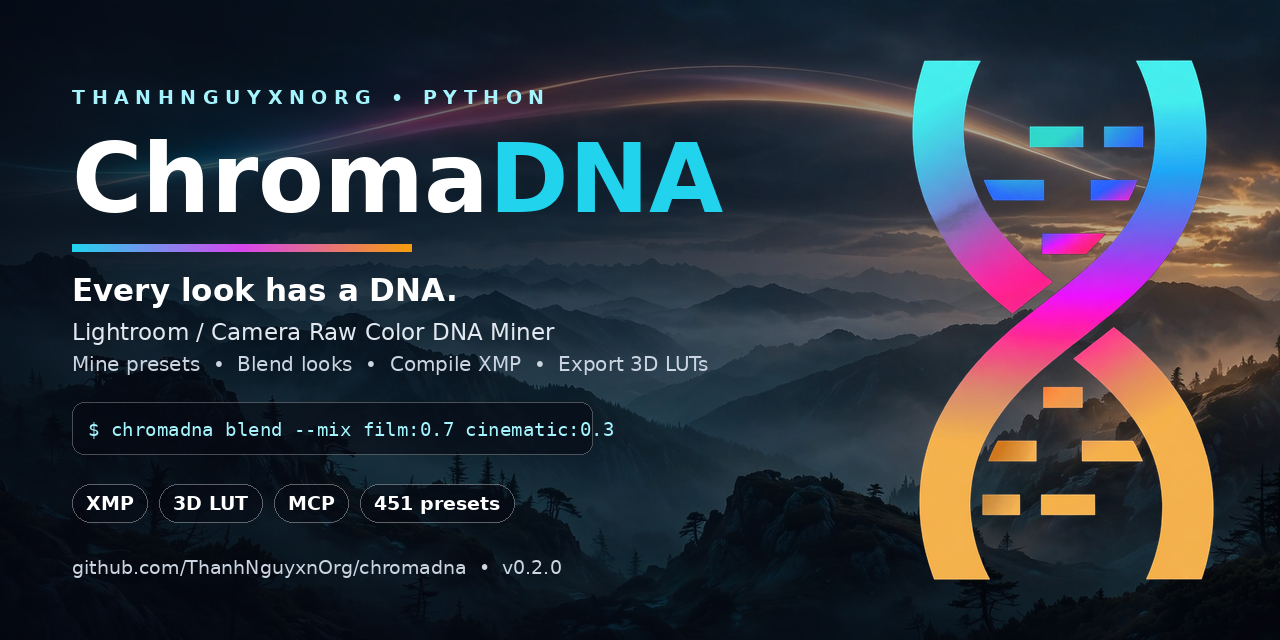 THANHNGUYXNORG • PYTHON
ChromaDNA
Every look has a DNA.
Lightroom / Camera Raw Color DNA Miner
Mine presets • Blend looks • Compile XMP • Export 3D LUTs
$ chromadna blend --mix film:0.7 cinematic:0.3
XMP 3D LUT MCP 451 presets
github.com/ThanhNguyxnOrg/chromadna • v0.2.0